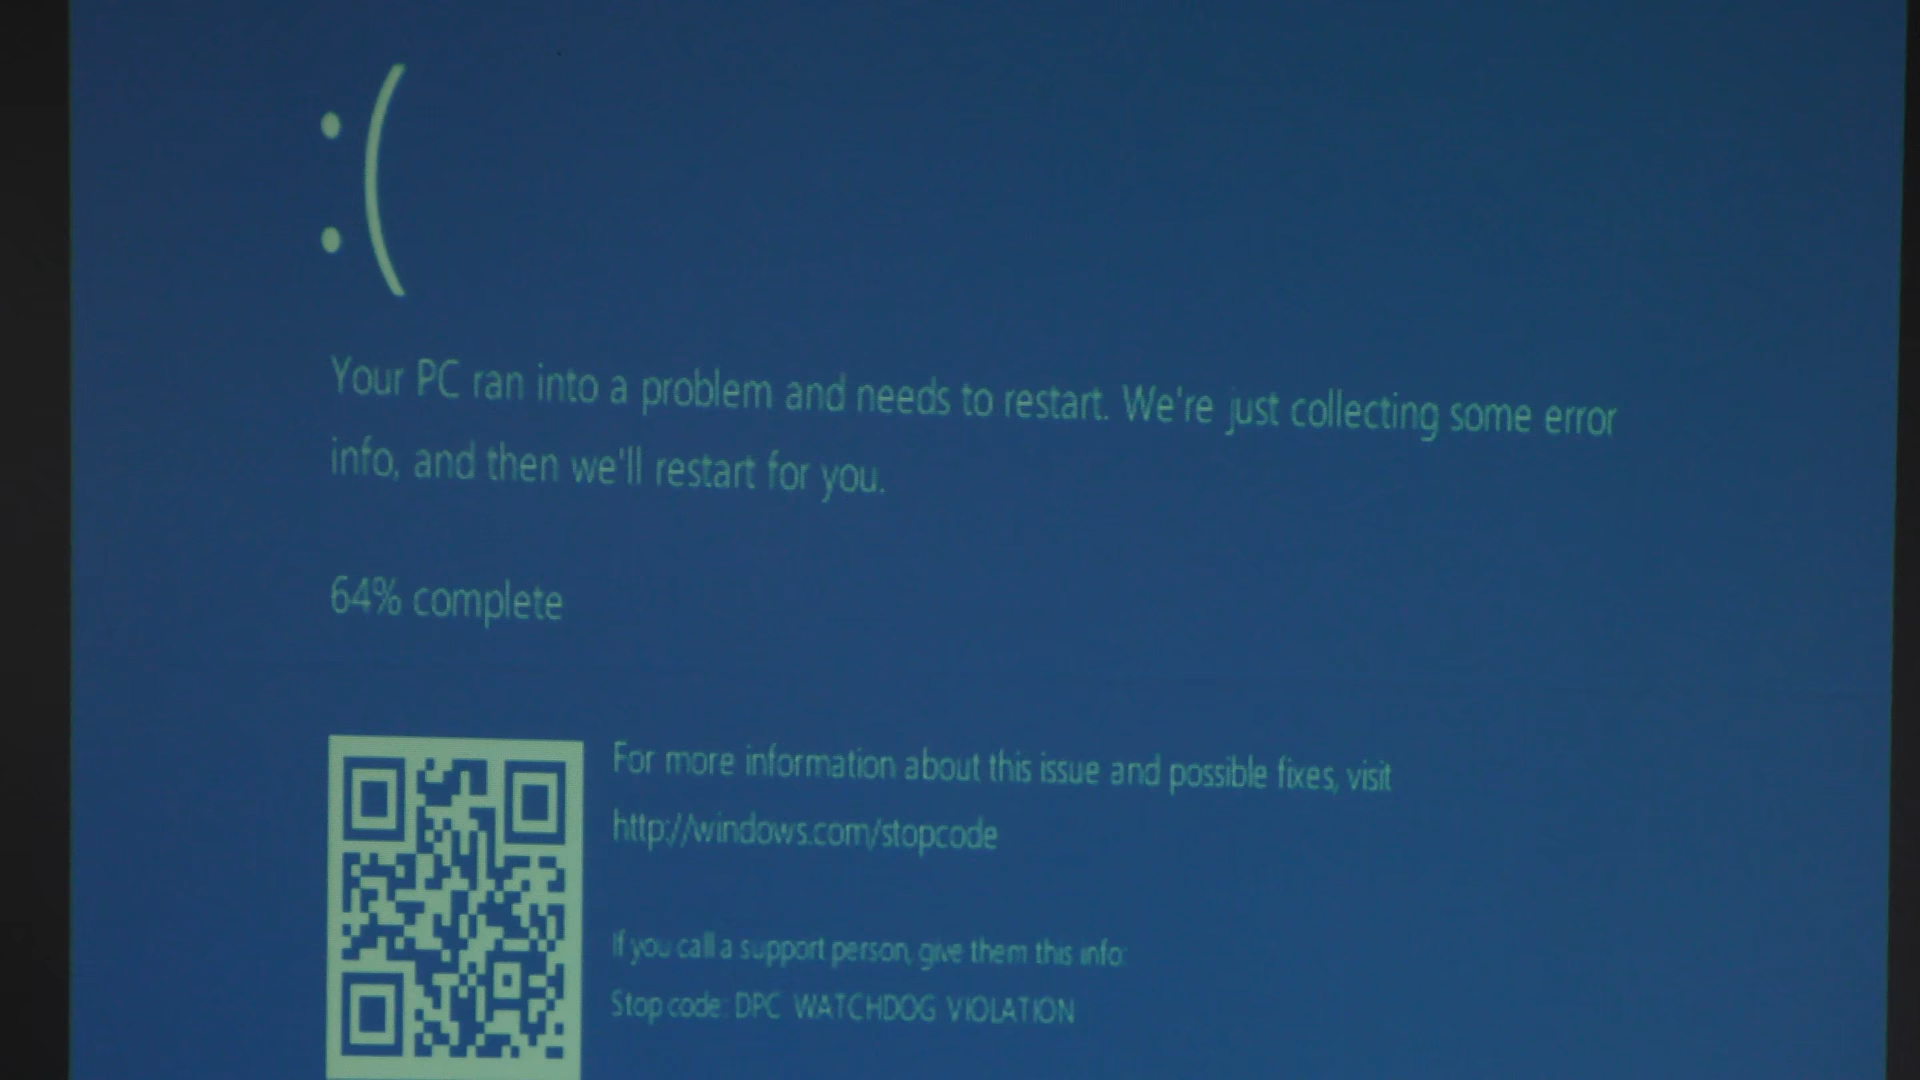 :(
Your PC ran into a problem and needs to restart. We're just collecting some error
info, and then we'll restart for you.
64% complete
For more information about this issue and possible fixes, visit
http://windows.com/stopcode
If you call a support person, give them this info:
Stop code: DPC WATCHDOG VIOLATION